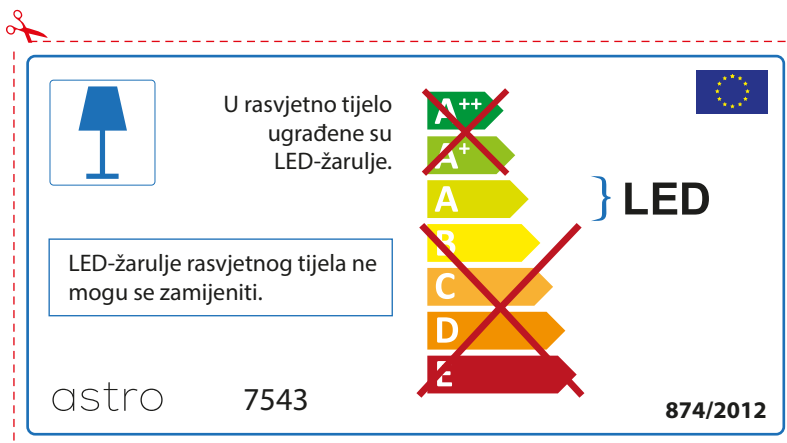 U rasvjetno tijelo
ugrađene su
LED-žarulje.
A++
A+
A
B
C
D
E
LED
LED-žarulje rasvjetnog tijela ne
mogu se zamijeniti.
astro
7543
874/2012